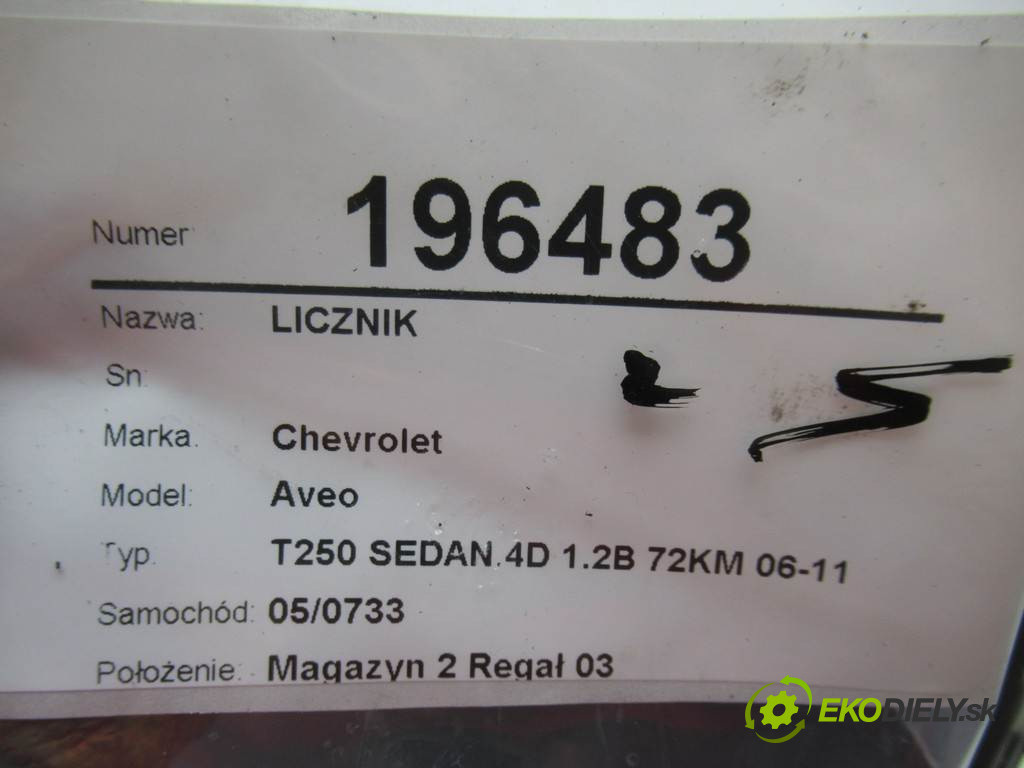 Numer 196483
Nazwa: LICZNIK
Sn:
Marka. Chevrolet
Model: Aveo
Typ. T250 SEDAN.4D 1.2B 72KM 06-11
Samochód: 05/0733
Położenie: Magazyn 2 Regał 03
EKODIELY.sk